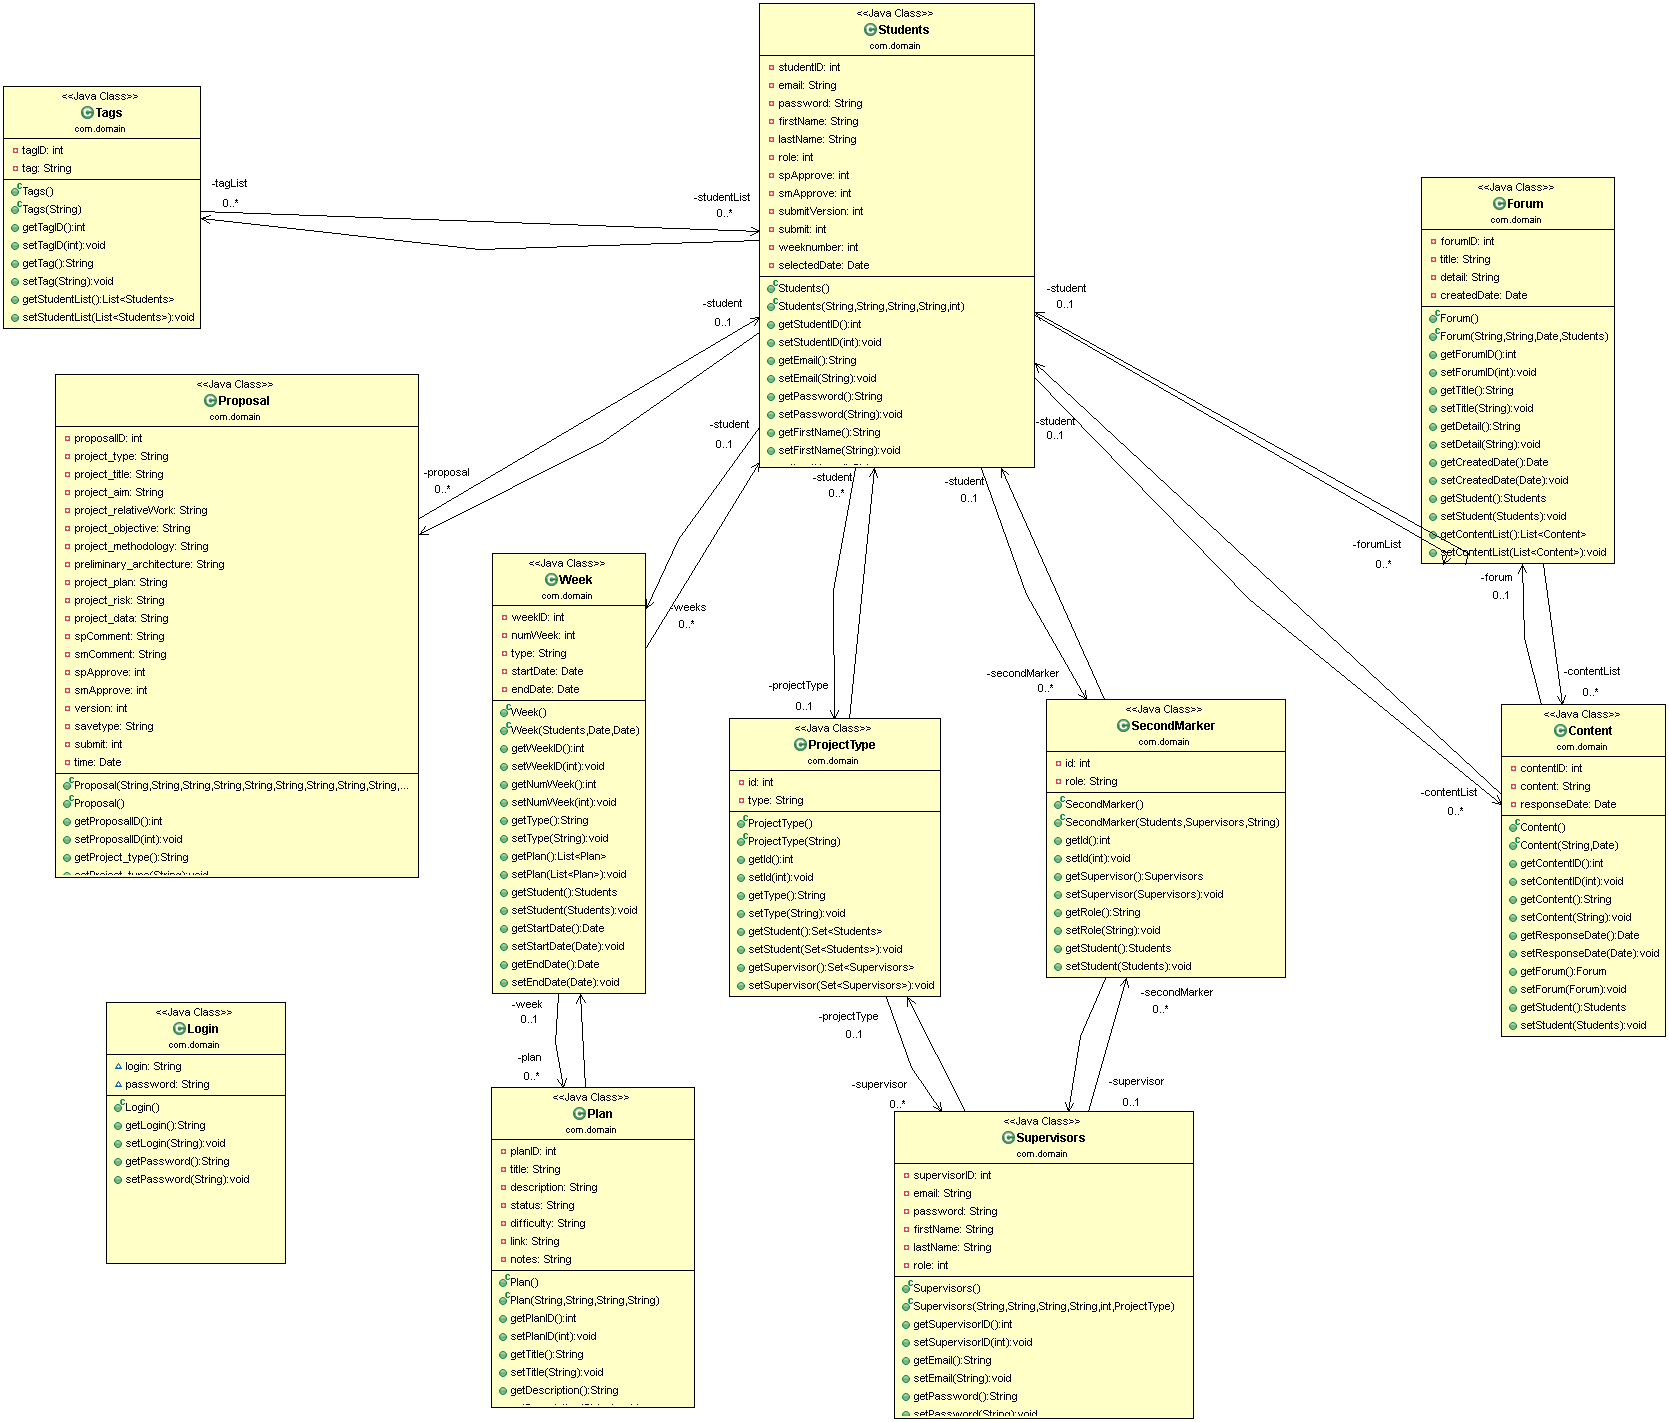 <<Java Class>>
Students
com.domain
studentID: int
email: String
password: String
firstName: String
lastName: String
role: int
spApprove: int
smApprove: int
submitVersion: int
submit: int
weeknumber: int
selectedDate: Date
Students()
Students(String,String,String,String,int)
getStudentID():int
setStudentID(int):void
getEmail():String
setEmail(String):void
getPassword():String
setPassword(String):void
getFirstName():String
setFirstName(String):void
<<Java Class>>
Tags
com.domain
tagID: int
tag: String
Tags()
Tags(String)
getTagID():int
setTagID(int):void
getTag():String
setTag(String):void
getStudentList():List<Students>
setStudentList(List<Students>):void
-tagList
0..*
-studentList
0..*
<<Java Class>>
Forum
com.domain
forumID: int
title: String
detail: String
createdDate: Date
Forum()
Forum(String,String,Date,Students)
getForumID():int
setForumID(int):void
getTitle():String
setTitle(String):void
getDetail():String
setDetail(String):void
getCreatedDate():Date
setCreatedDate(Date):void
getStudent():Students
setStudent(Students):void
getContentList():List<Content>
setContentList(List<Content>):void
-student
0..1
-student
0..1
-student
0..1
-student
0..1
-student
0..*
-student
0..1
-forumList
0..*
-forum
0..1
-contentList
0..*
-contentList
0..*
<<Java Class>>
Proposal
com.domain
proposalID: int
project_type: String
project_title: String
project_aim: String
project_relativeWork: String
project_objective: String
project_methodology: String
preliminary_architecture: String
project_plan: String
project_risk: String
project_data: String
spComment: String
smComment: String
spApprove: int
smApprove: int
version: int
savetype: String
submit: int
time: Date
Proposal(String,String,String,String,String,String,String,String,String,...
Proposal()
getProposalID():int
setProposalID(int):void
getProject_type():String
setProject_type(String):void
-proposal
0..*
<<Java Class>>
Week
com.domain
weekID: int
numWeek: int
type: String
startDate: Date
endDate: Date
Week()
Week(Students,Date,Date)
getWeekID():int
setWeekID(int):void
getNumWeek():int
setNumWeek(int):void
getType():String
setType(String):void
getPlan():List<Plan>
setPlan(List<Plan>):void
getStudent():Students
setStudent(Students):void
getStartDate():Date
setStartDate(Date):void
getEndDate():Date
setEndDate(Date):void
-weeks
0..*
-projectType
0..1
<<Java Class>>
ProjectType
com.domain
id: int
type: String
ProjectType()
ProjectType(String)
getId():int
setId(int):void
getType():String
setType(String):void
getStudent():Set<Students>
setStudent(Set<Students>):void
getSupervisor():Set<Supervisors>
setSupervisor(Set<Supervisors>):void
-secondMarker
0..*
<<Java Class>>
SecondMarker
com.domain
id: int
role: String
SecondMarker()
SecondMarker(Students,Supervisors,String)
getId():int
setId(int):void
getSupervisor():Supervisors
setSupervisor(Supervisors):void
getRole():String
setRole(String):void
getStudent():Students
setStudent(Students):void
<<Java Class>>
Content
com.domain
contentID: int
content: String
responseDate: Date
Content()
Content(String,Date)
getContentID():int
setContentID(int):void
getContent():String
setContent(String):void
getResponseDate():Date
setResponseDate(Date):void
getForum():Forum
setForum(Forum):void
getStudent():Students
setStudent(Students):void
<<Java Class>>
Login
com.domain
login: String
password: String
Login()
getLogin():String
setLogin(String):void
getPassword():String
setPassword(String):void
-week
0..1
-plan
0..*
<<Java Class>>
Plan
com.domain
planID: int
title: String
description: String
status: String
difficulty: String
link: String
notes: String
Plan()
Plan(String,String,String,String)
getPlanID():int
setPlanID(int):void
getTitle():String
setTitle(String):void
getDescription():String
-projectType
0..1
-supervisor
0..*
-secondMarker
0..*
-supervisor
0..1
<<Java Class>>
Supervisors
com.domain
supervisorID: int
email: String
password: String
firstName: String
lastName: String
role: int
Supervisors()
Supervisors(String,String,String,String,int,ProjectType)
getSupervisorID():int
setSupervisorID(int):void
getEmail():String
setEmail(String):void
getPassword():String
setPassword(String):void